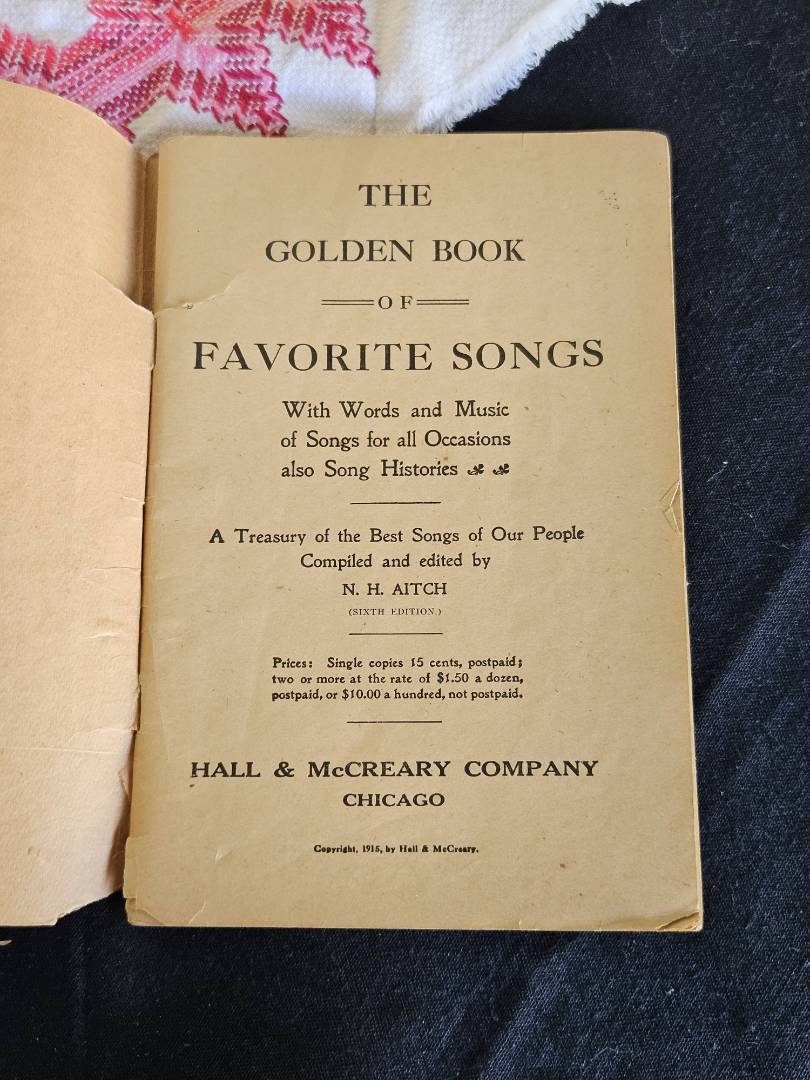 THE
GOLDEN BOOK
OF
FAVORITE SONGS
With Words and Music
of Songs for all Occasions
also Song Histories
A Treasury of the Best Songs of Our People
Compiled and edited by
N. H. AITCH
(SIXTH EDITION.)
Prices: Single copies 15 cents, postpaid;
two or more at the rate of $1.50 a dozen,
postpaid, or $10.00 a hundred, not postpaid.
HALL & McCREARY COMPANY
CHICAGO
Copyright, 1915, by Hall & McCreary.